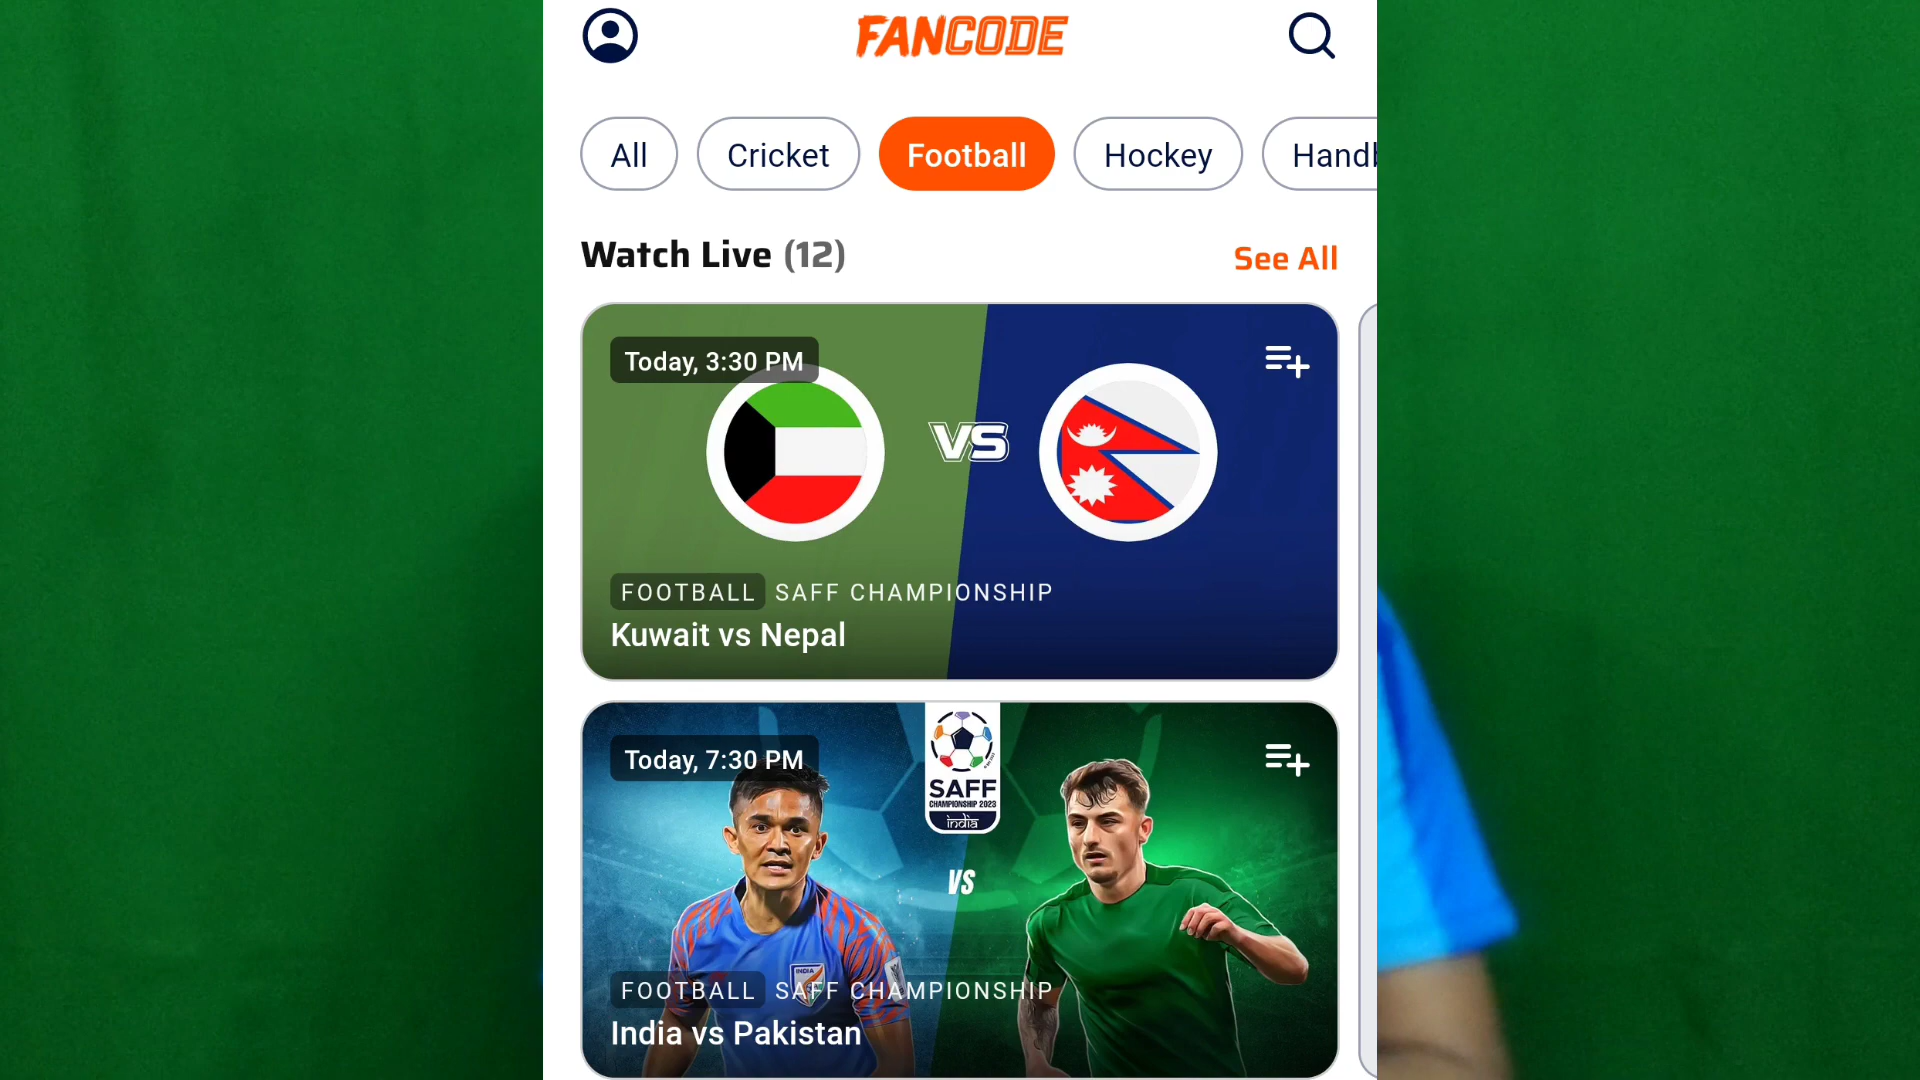 FANCODE
All
Cricket
Football
Hockey
Watch Live (12)
See All
Today, 3:30 PM
VS
FOOTBALL SAFF CHAMPIONSHIP
Kuwait vs Nepal
Today, 7:30 PM
SAFF
CHAMPIONSHIP 2023
india
VS
INDIA
FOOTBALL SAFF CHAMPIONSHIP
India vs Pakistan